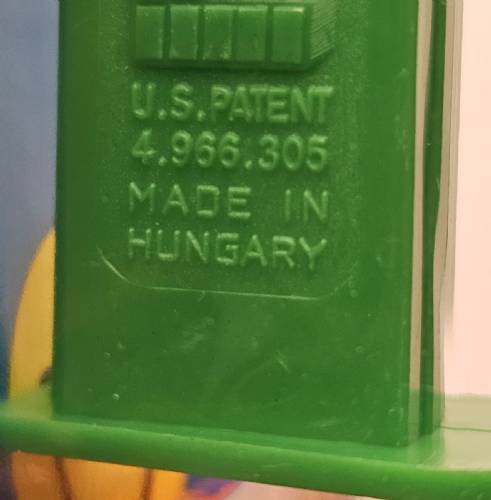 U.S.PATENT
4.966.305
MADE IN
HUNGARY